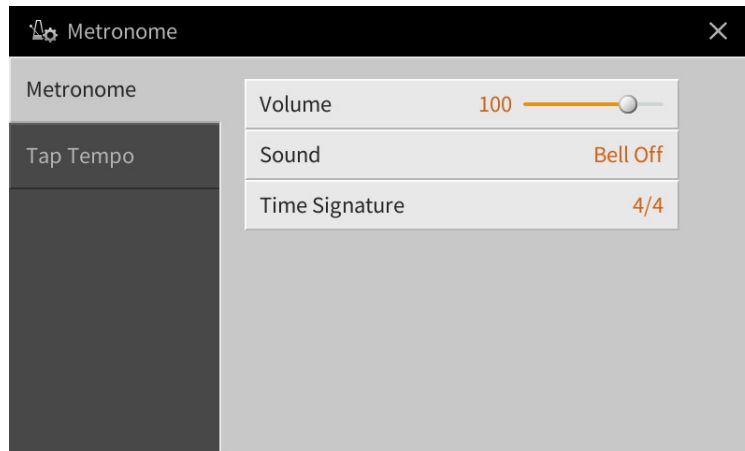 Metronome
Metronome
Tap Tempo
Volume 100
Sound Bell Off
Time Signature 4/4